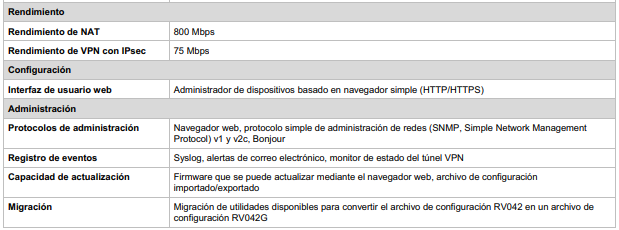 Rendimiento
Rendimiento de NAT 800 Mbps
Rendimiento de VPN con IPsec 75 Mbps
Configuración
Interfaz de usuario web Administrador de dispositivos basado en navegador simple (HTTP/HTTPS)
Administración
Protocolos de administración Navegador web, protocolo simple de administración de redes (SNMP, Simple Network Management
Protocol) v1 y v2c, Bonjour
Registro de eventos Syslog, alertas de correo electrónico, monitor de estado del túnel VPN
Capacidad de actualización Firmware que se puede actualizar mediante el navegador web, archivo de configuración
importado/exportado
Migración Migración de utilidades disponibles para convertir el archivo de configuración RV042 en un archivo de
configuración RV042G